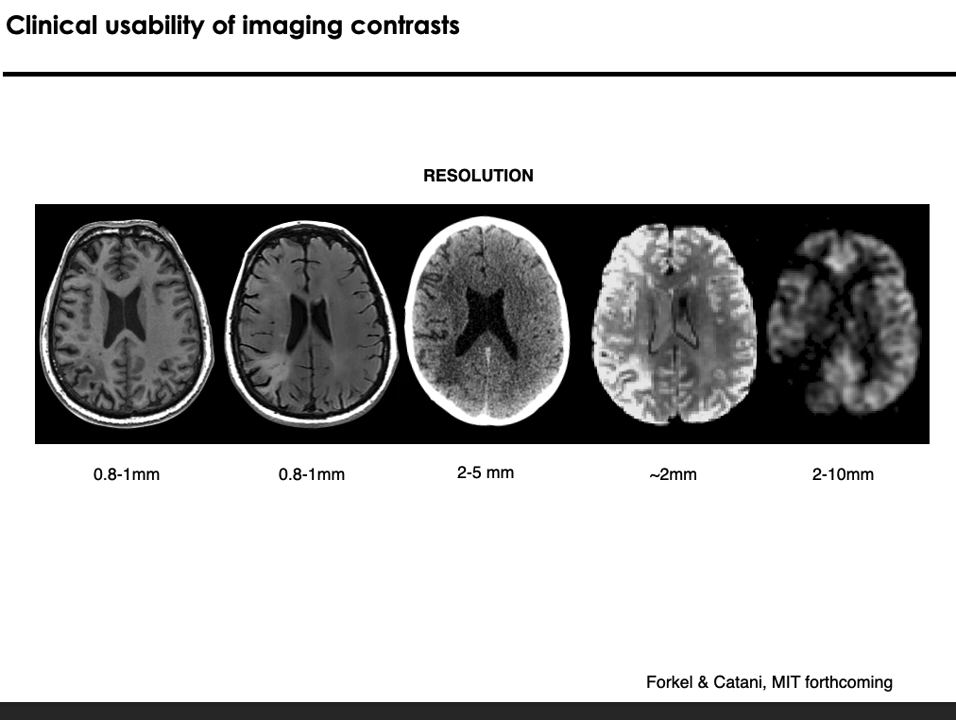 Clinical usability of imaging contrasts
RESOLUTION
0.8-1mm
0.8-1mm
2-5 mm
~2mm
2-10mm
Forkel & Catani, MIT forthcoming